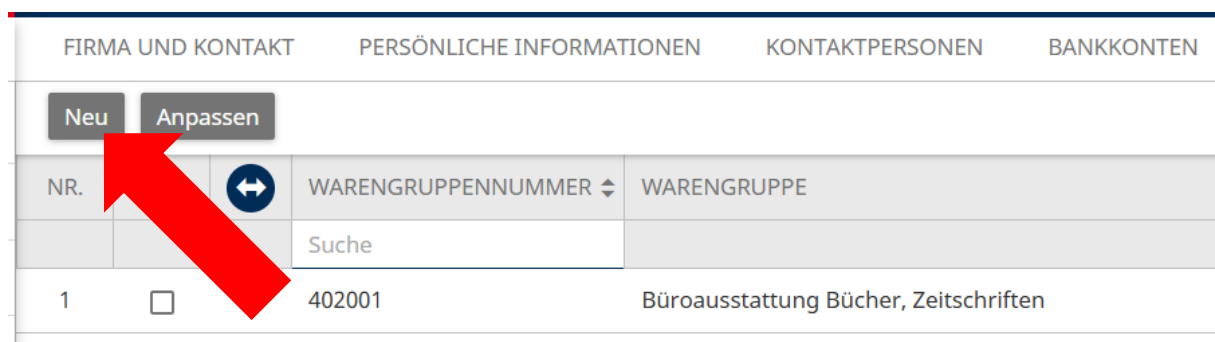 FIRMA UND KONTAKT PERSÖNLICHE INFORMATIONEN KONTAKTPERSONEN BANKKONTEN
Neu Anpassen
NR. WARENGRUPPENNUMMER WARENGRUPPE
Suche
1 402001 Büroausstattung Bücher, Zeitschriften